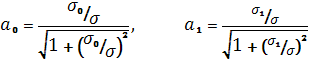 a₀ = (σ₀/σ) / √(1 + (σ₀/σ)²), a₁ = (σ₁/σ) / √(1 + (σ₁/σ)²)